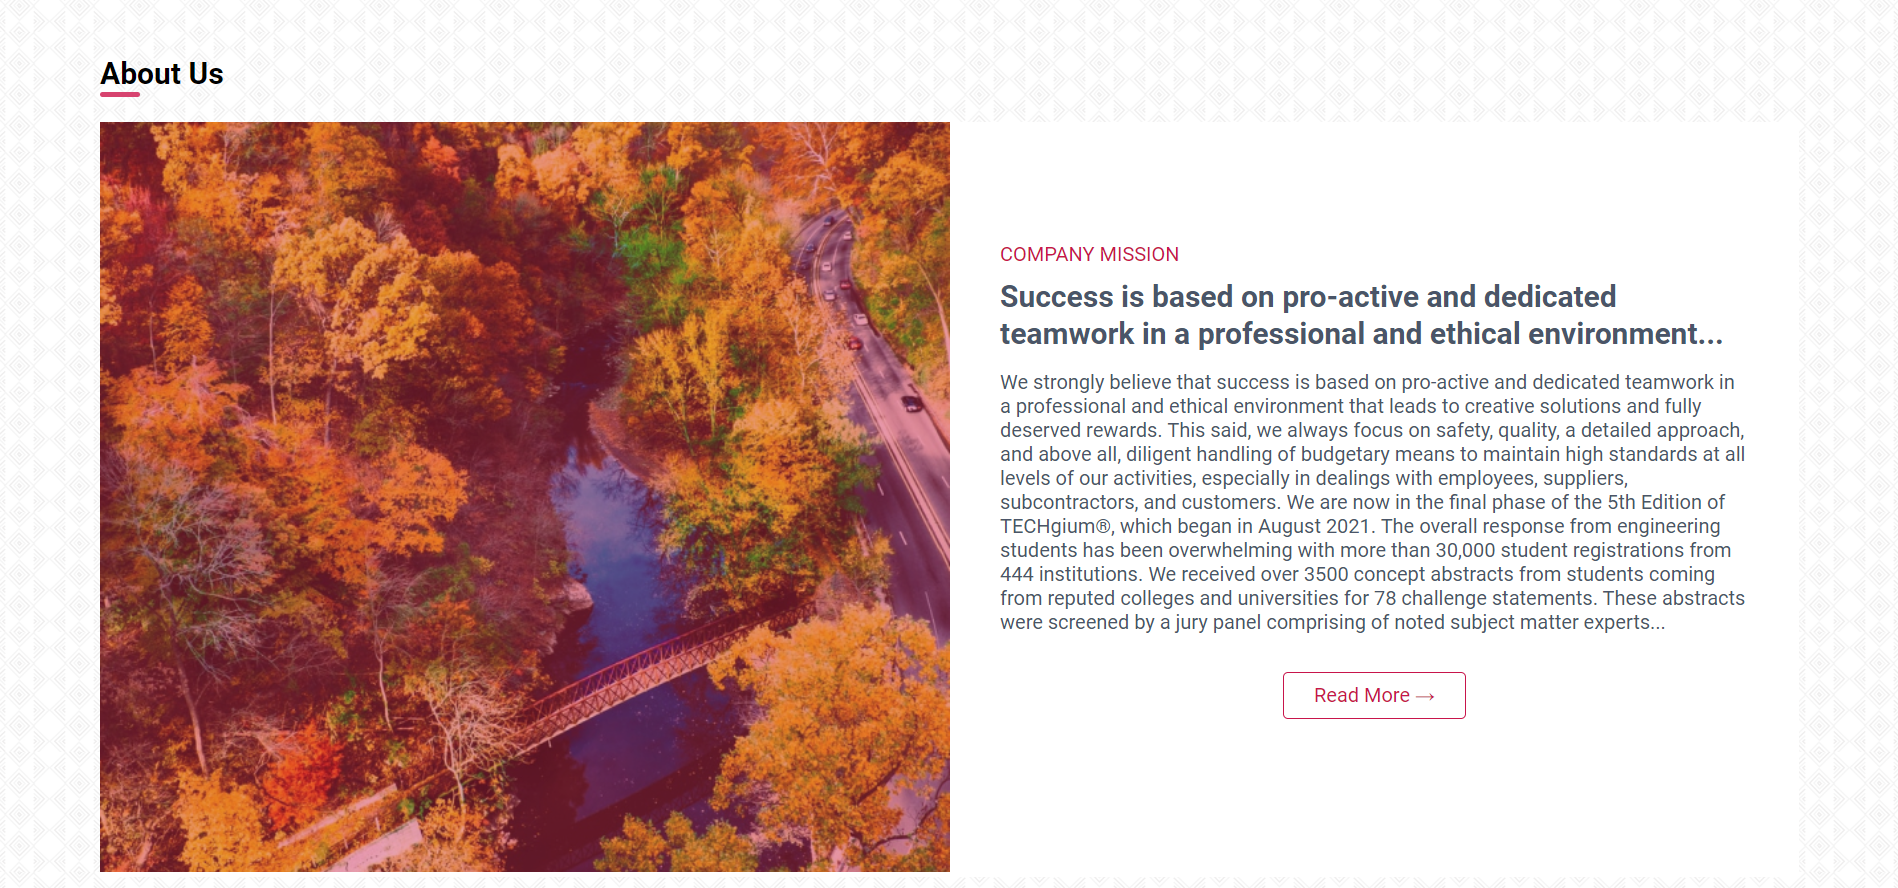 About Us
COMPANY MISSION
Success is based on pro-active and dedicated
teamwork in a professional and ethical environment...
We strongly believe that success is based on pro-active and dedicated teamwork in
a professional and ethical environment that leads to creative solutions and fully
deserved rewards. This said, we always focus on safety, quality, a detailed approach,
and above all, diligent handling of budgetary means to maintain high standards at all
levels of our activities, especially in dealings with employees, suppliers,
subcontractors, and customers. We are now in the final phase of the 5th Edition of
TECHgium®, which began in August 2021. The overall response from engineering
students has been overwhelming with more than 30,000 student registrations from
444 institutions. We received over 3500 concept abstracts from students coming
from reputed colleges and universities for 78 challenge statements. These abstracts
were screened by a jury panel comprising of noted subject matter experts...
Read More →